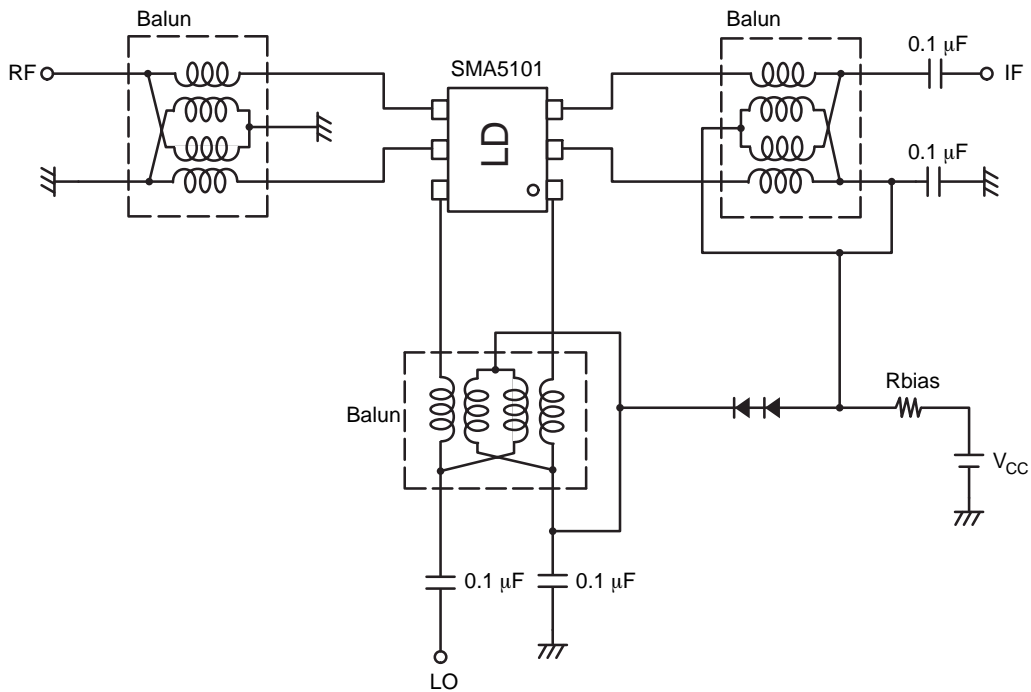 Balun
Balun
RF
SMA5101
0.1 μF
IF
LD
0.1 μF
Balun
Rbias
VCC
0.1 μF
0.1 μF
LO